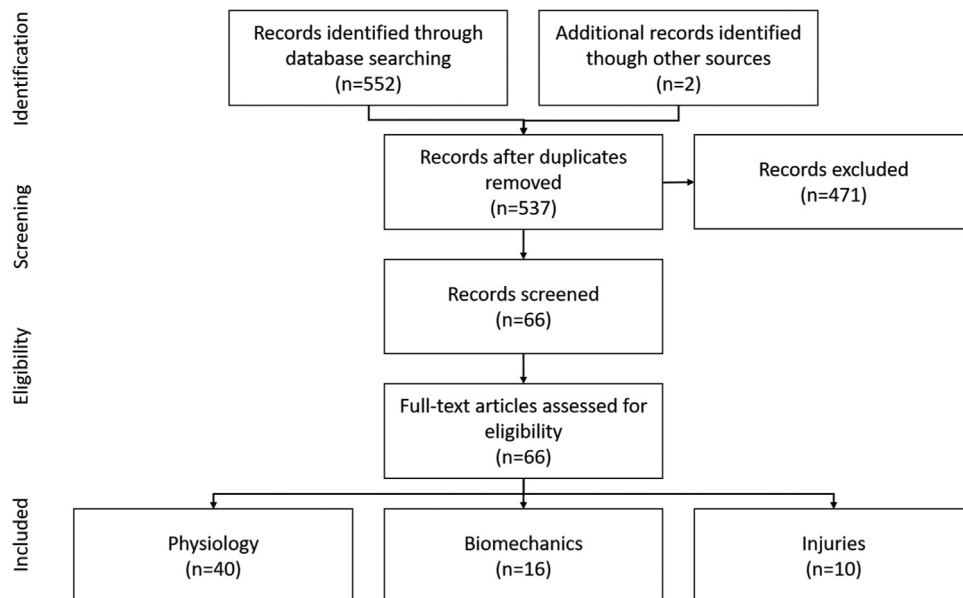 Identification
Records identified through
database searching
(n=552)
Additional records identified
though other sources
(n=2)
Screening
Records after duplicates
removed
(n=537)
Records excluded
(n=471)
Records screened
(n=66)
Eligibility
Full-text articles assessed for
eligibility
(n=66)
Included
Physiology
(n=40)
Biomechanics
(n=16)
Injuries
(n=10)